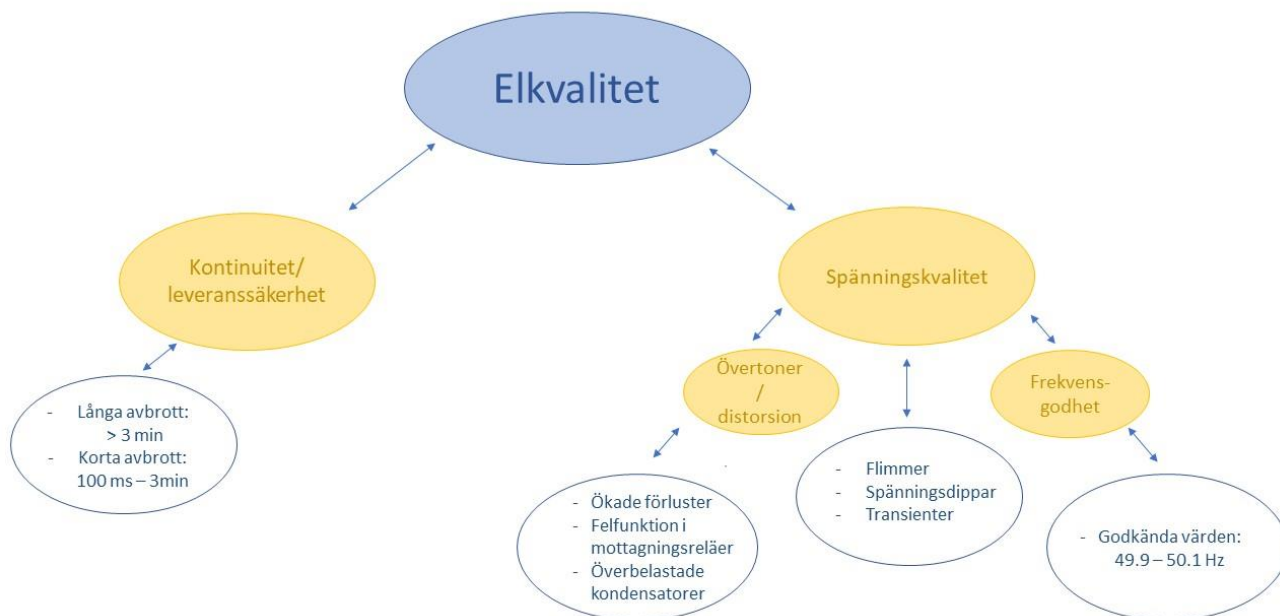 Elkvalitet
Kontinuitet/
leveranssäkerhet
Spänningskvalitet
- Långa avbrott:
> 3 min
- Korta avbrott:
100 ms – 3min
Övertoner
/
distorsion
Frekvens-
godhet
- Ökade förluster
- Felfunktion i
mottagningsreläer
- Överbelastade
kondensatorer
- Flimmer
- Spänningsdippar
- Transienter
- Godkända värden:
49.9 – 50.1 Hz